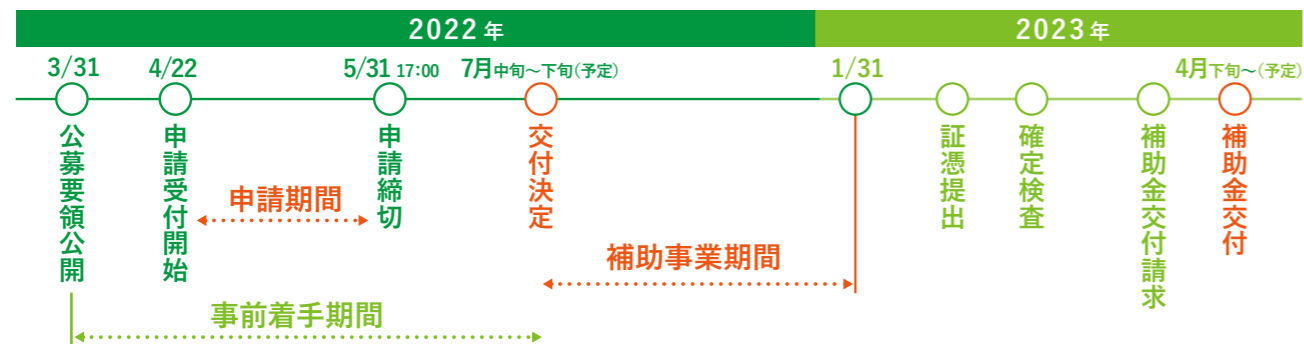 2022年
2023年
3/31
4/22
5/31 17:00
7月中旬〜下旬(予定)
1/31
4月下旬〜(予定)
公募要領公開
申請受付開始
申請締切
交付決定
証憑提出
確定検査
補助金交付請求
補助金交付
申請期間
補助事業期間
事前着手期間